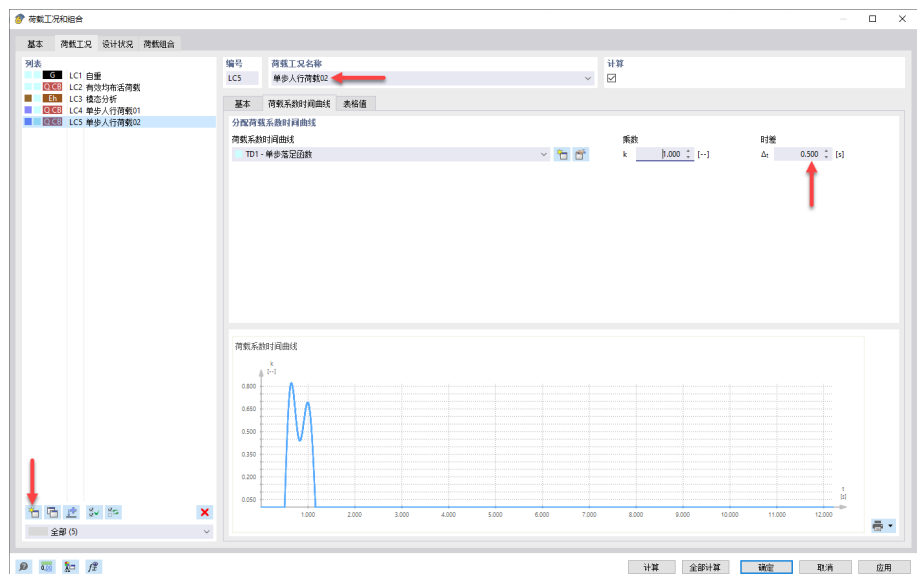 荷载工况和组合
基本 荷载工况 设计状况 荷载组合
列表
G LC1 自重
Q CB LC2 有效均布活荷载
Eh LC3 模态分析
Q CB LC4 单步人行荷载01
Q CB LC5 单步人行荷载02
全部 (5)
编号 荷载工况名称 计算
LC5 单步人行荷载02
基本 荷载系数时间曲线 表格值
分配荷载系数时间曲线
荷载系数时间曲线 乘数 时差
TD1 - 单步落足函数 k 1.000 [--] Δt 0.500 [s]
荷载系数时间曲线
k
[--]
0.800
0.650
0.500
0.350
0.200
0.050
t
[s]
1.000 2.000 3.000 4.000 5.000 6.000 7.000 8.000 9.000 10.000 11.000 12.000
计算 全部计算 确定 取消 应用